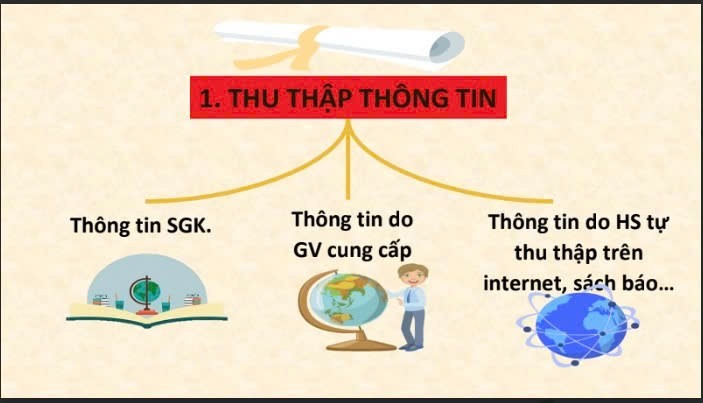 1. THU THẬP THÔNG TIN
Thông tin SGK.
Thông tin do
GV cung cấp
Thông tin do HS tự
thu thập trên
internet, sách báo...